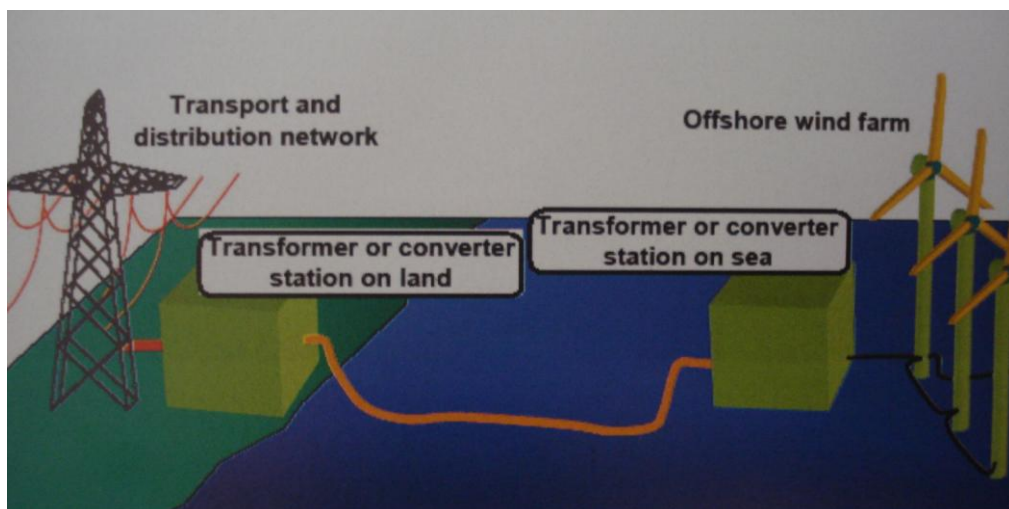 Transport and
distribution network
Offshore wind farm
Transformer or converter
station on land
Transformer or converter
station on sea